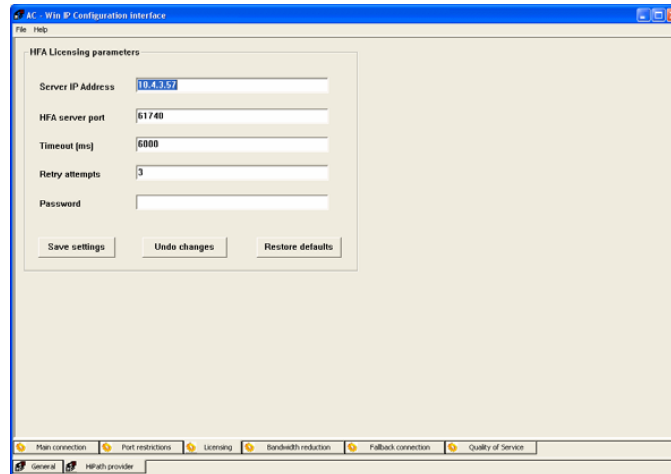 AC - Win IP Configuration interface
File Help
HFA Licensing parameters
Server IP Address 10.4.3.57
HFA server port 61740
Timeout (ms) 6000
Retry attempts 3
Password
Save settings Undo changes Restore defaults
Main connection Port restrictions Licensing Bandwidth reduction Fallback connection Quality of Service
General HiPath provider